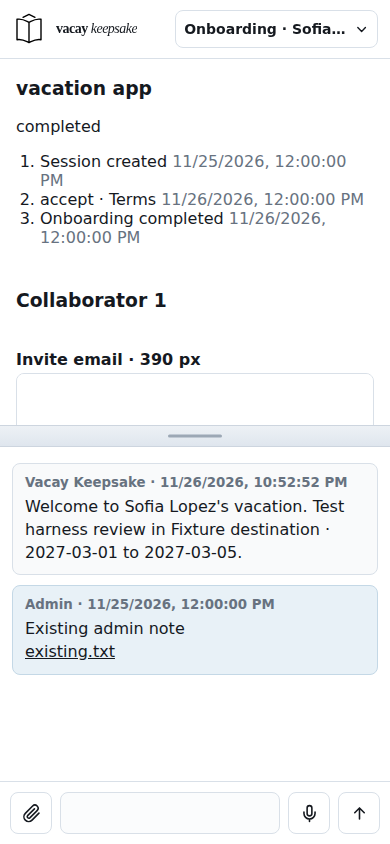 vacay keepsake
Onboarding · Sofia…
vacation app
completed
1. Session created 11/25/2026, 12:00:00
PM
2. accept · Terms 11/26/2026, 12:00:00 PM
3. Onboarding completed 11/26/2026,
12:00:00 PM
Collaborator 1
Invite email · 390 px
Vacay Keepsake · 11/26/2026, 10:52:52 PM
Welcome to Sofia Lopez's vacation. Test
harness review in Fixture destination ·
2027-03-01 to 2027-03-05.
Admin · 11/25/2026, 12:00:00 PM
Existing admin note
existing.txt